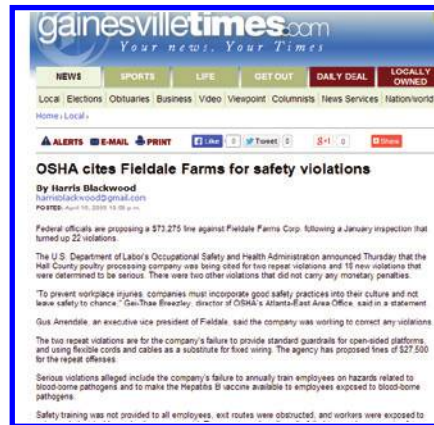 gainesvilletimes.com
Your news. Your Times
NEWS SPORTS LIFE GET OUT DAILY DEAL LOCALLY OWNED
Local Elections Obituaries Business Video Viewpoint Columnists News Services Nation/world
Home › Local ›
ALERTS E-MAIL PRINT Like 0 Tweet 0 g+1 0 Share
OSHA cites Fieldale Farms for safety violations
By Harris Blackwood
harrisblackwood@gmail.com
POSTED: April
Federal officials are proposing a $73,275 fine against Fieldale Farms Corp. following a January inspection that
turned up 22 violations.
The U.S. Department of Labor's Occupational Safety and Health Administration announced Thursday that the
Hall County poultry processing company was being cited for two repeat violations and 18 new violations that
were determined to be serious. There were two other violations that did not carry any monetary penalties.
"To prevent workplace injuries, companies must incorporate good safety practices into their culture and not
leave safety to chance," Gei-Thae Breezley, director of OSHA's Atlanta-East Area Office, said in a statement.
Gus Arrendale, an executive vice president of Fieldale, said the company was working to correct any violations.
The two repeat violations are for the company's failure to provide standard guardrails for open-sided platforms,
and using flexible cords and cables as a substitute for fixed wiring. The agency has proposed fines of $27,500
for the repeat offenses.
Serious violations alleged include the company's failure to annually train employees on hazards related to
blood-borne pathogens and to make the Hepatitis B vaccine available to employees exposed to blood-borne
pathogens.
Safety training was not provided to all employees, exit routes were obstructed, and workers were exposed to